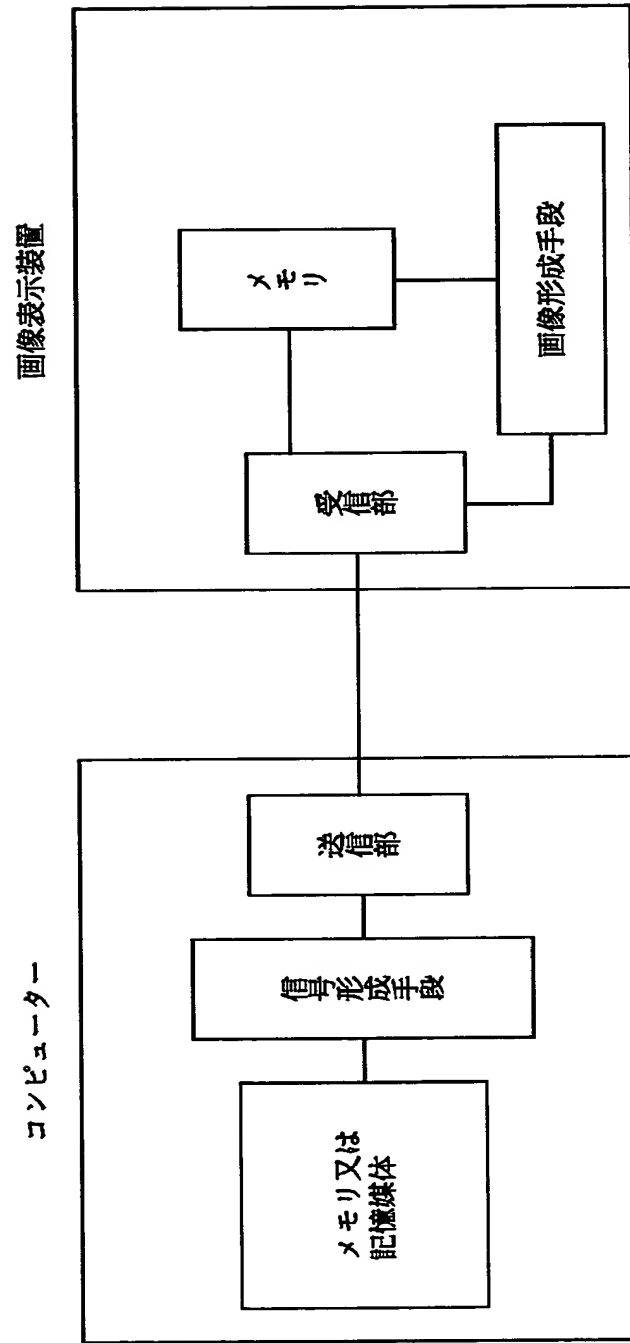 コンピューター
メモリ又は
記憶媒体
信号形成手段
送信部
画像表示装置
受信部
メモリ
画像形成手段